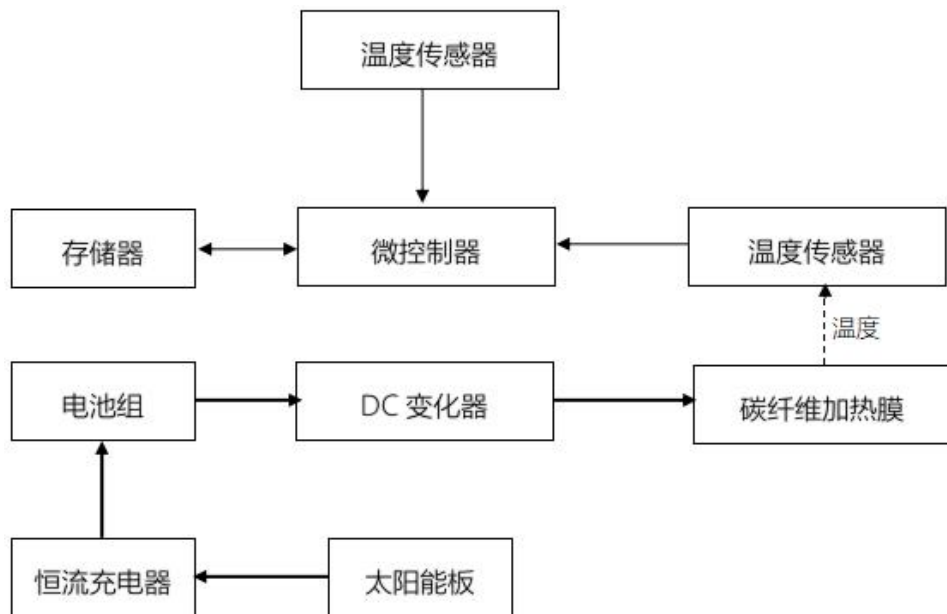 温度传感器
存储器
微控制器
温度传感器
温度
电池组
DC 变化器
碳纤维加热膜
恒流充电器
太阳能板